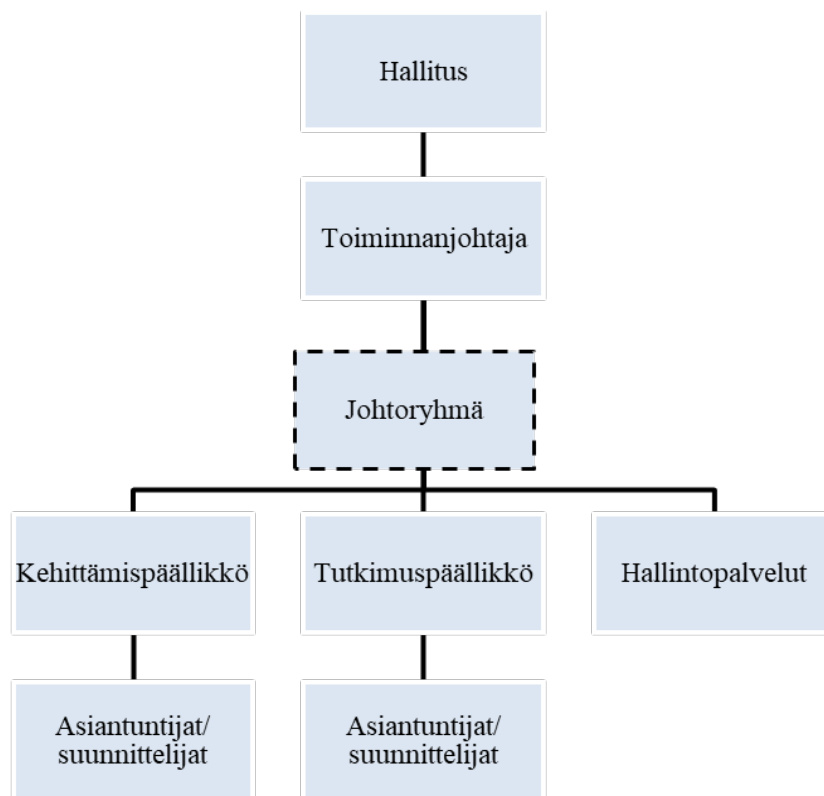 Hallitus
Toiminnanjohtaja
Johtoryhmä
Kehittämispäällikkö
Tutkimuspäällikkö
Hallintopalvelut
Asiantuntijat/
suunnittelijat
Asiantuntijat/
suunnittelijat